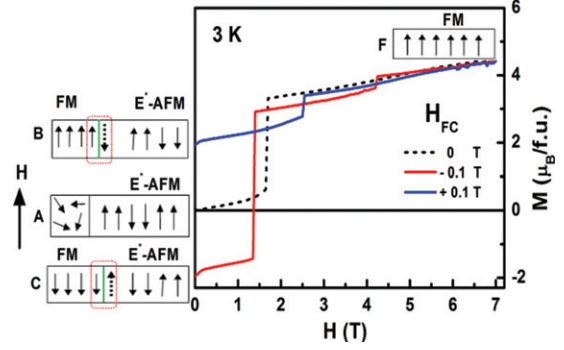 3 K
FM
F
6
4
2
0
-2
M (μB/f.u.)
HFC
0 T
- 0.1 T
+ 0.1 T
FM E*-AFM
B
H
E*-AFM
A
FM E*-AFM
C
0 1 2 3 4 5 6 7
H (T)